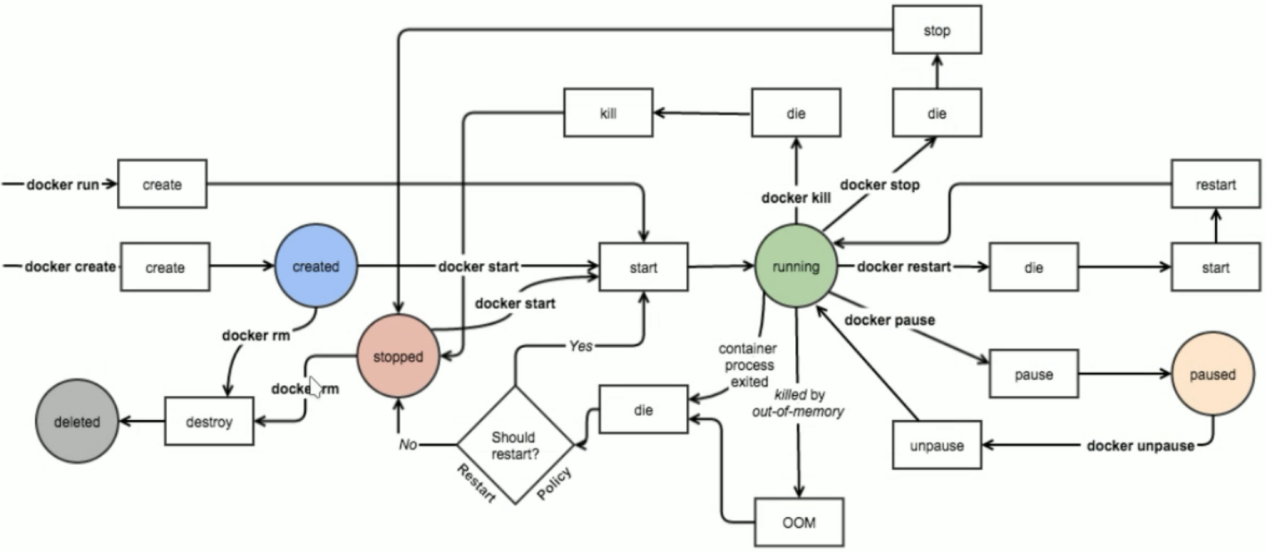 stop
kill
die
die
docker run
create
docker kill
docker stop
restart
docker create
create
created
docker start
start
running
docker restart
die
start
docker start
docker rm
stopped
docker pause
Yes
container
process
exited
pause
paused
docker rm
killed by
out-of-memory
deleted
destroy
die
No
Should
restart?
unpause
docker unpause
Restart
Policy
OOM